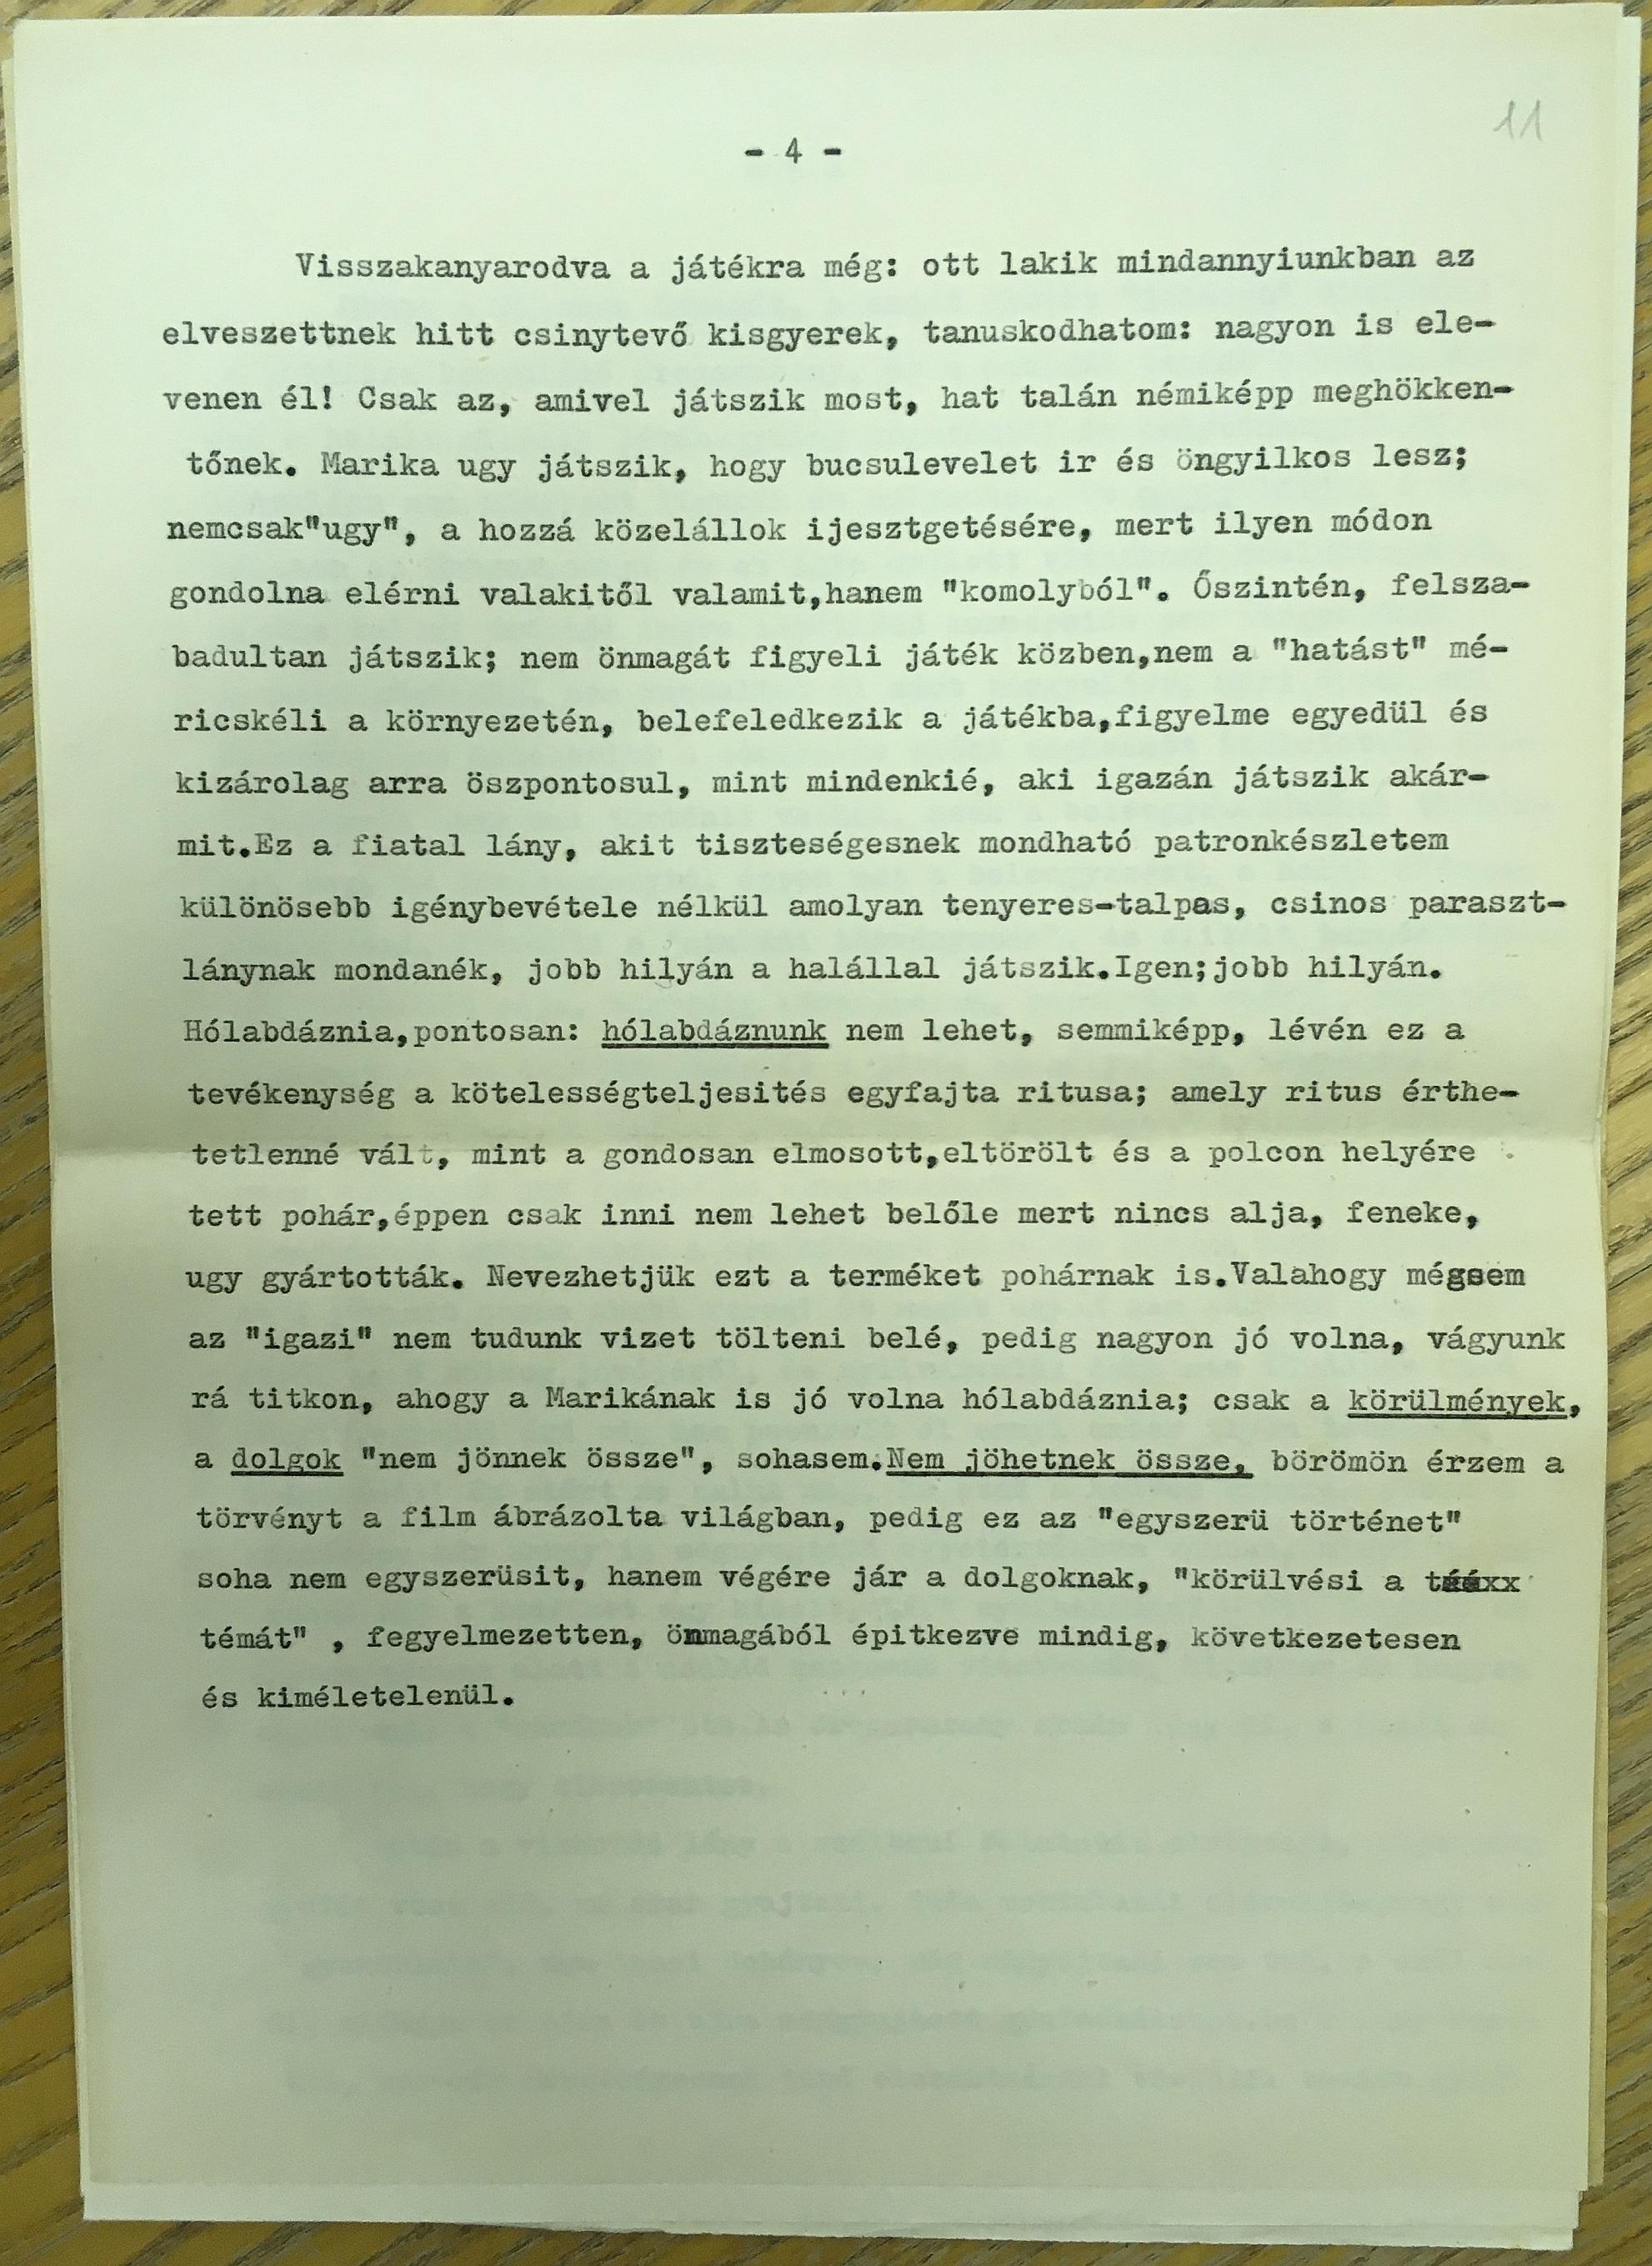 11
- 4 -
Visszakanyarodva a játékra még: ott lakik mindannyiunkban az
elveszettnek hitt csinytevő kisgyerek, tanuskodhatom: nagyon is ele-
venen él! Csak az, amivel játszik most, hat talán némiképp meghökken-
tőnek. Marika ugy játszik, hogy bucsulevelet ir és öngyilkos lesz;
nemcsak"ugy", a hozzá közelállok ijesztgetésére, mert ilyen módon
gondolna elérni valakitől valamit,hanem "komolyból". Őszintén, felsza-
badultan játszik; nem önmagát figyeli játék közben,nem a "hatást" mé-
ricskéli a környezetén, belefeledkezik a játékba,figyelme egyedül és
kizárolag arra öszpontosul, mint mindenkié, aki igazán játszik akár-
mit.Ez a fiatal lány, akit tiszteségesnek mondható patronkészletem
különösebb igénybevétele nélkül amolyan tenyeres-talpas, csinos paraszt-
lánynak mondanék, jobb hilyán a halállal játszik.Igen;jobb hilyán.
Hólabdáznia,pontosan: hólabdáznunk nem lehet, semmiképp, lévén ez a
tevékenység a kötelességteljesités egyfajta ritusa; amely ritus érthe-
tetlenné vált, mint a gondosan elmosott,eltörölt és a polcon helyére
tett pohár,éppen csak inni nem lehet belőle mert nincs alja, feneke,
ugy gyártották. Nevezhetjük ezt a terméket pohárnak is.Valahogy mégsem
az "igazi" nem tudunk vizet tölteni belé, pedig nagyon jó volna, vágyunk
rá titkon, ahogy a Marikának is jó volna hólabdáznia; csak a körülmények,
a dolgok "nem jönnek össze", sohasem.Nem jöhetnek össze, börömön érzem a
törvényt a film ábrázolta világban, pedig ez az "egyszerü történet"
soha nem egyszerüsit, hanem végére jár a dolgoknak, "körülvési a
témát" , fegyelmezetten, önmagából épitkezve mindig, következetesen
és kiméletelenül.